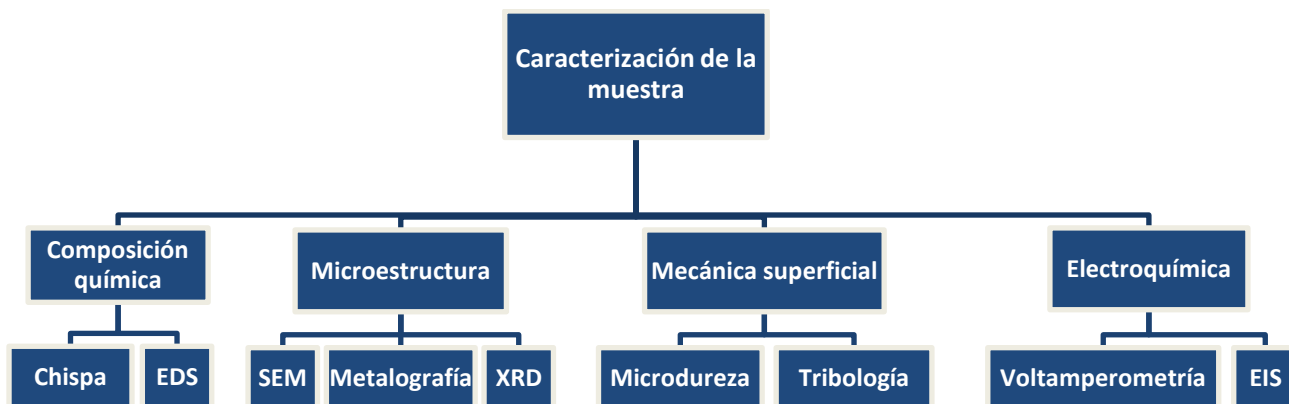 Caracterización de la
muestra
Composición
química
Microestructura
Mecánica superficial
Electroquímica
Chispa
EDS
SEM
Metalografía
XRD
Microdureza
Tribología
Voltamperometría
EIS